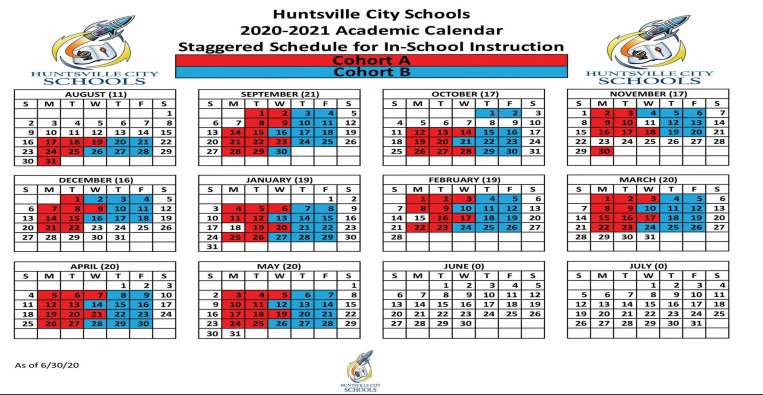 Huntsville City Schools
2020-2021 Academic Calendar
Staggered Schedule for In-School Instruction
Cohort A
Cohort B
HUNTSVILLE CITY
SCHOOLS
HUNTSVILLE CITY
SCHOOLS
AUGUST (11)
S M T W T F S
1
2 3 4 5 6 7 8
9 10 11 12 13 14 15
16 17 18 19 20 21 22
23 24 25 26 27 28 29
30 31
SEPTEMBER (21)
S M T W T F S
1 2 3 4 5
6 7 8 9 10 11 12
13 14 15 16 17 18 19
20 21 22 23 24 25 26
27 28 29 30
OCTOBER (17)
S M T W T F S
1 2 3
4 5 6 7 8 9 10
11 12 13 14 15 16 17
18 19 20 21 22 23 24
25 26 27 28 29 30 31
NOVEMBER (17)
S M T W T F S
1 2 3 4 5 6 7
8 9 10 11 12 13 14
15 16 17 18 19 20 21
22 23 24 25 26 27 28
29 30
DECEMBER (16)
S M T W T F S
1 2 3 4 5
6 7 8 9 10 11 12
13 14 15 16 17 18 19
20 21 22 23 24 25 26
27 28 29 30 31
JANUARY (19)
S M T W T F S
1 2
3 4 5 6 7 8 9
10 11 12 13 14 15 16
17 18 19 20 21 22 23
24 25 26 27 28 29 30
31
FEBRUARY (19)
S M T W T F S
1 2 3 4 5 6
7 8 9 10 11 12 13
14 15 16 17 18 19 20
21 22 23 24 25 26 27
28
MARCH (20)
S M T W T F S
1 2 3 4 5 6
7 8 9 10 11 12 13
14 15 16 17 18 19 20
21 22 23 24 25 26 27
28 29 30 31
APRIL (20)
S M T W T F S
1 2 3
4 5 6 7 8 9 10
11 12 13 14 15 16 17
18 19 20 21 22 23 24
25 26 27 28 29 30
MAY (20)
S M T W T F S
1
2 3 4 5 6 7 8
9 10 11 12 13 14 15
16 17 18 19 20 21 22
23 24 25 26 27 28 29
30 31
JUNE (0)
S M T W T F S
1 2 3 4 5
6 7 8 9 10 11 12
13 14 15 16 17 18 19
20 21 22 23 24 25 26
27 28 29 30
JULY (0)
S M T W T F S
1 2 3 4
5 6 7 8 9 10 11
12 13 14 15 16 17 18
19 20 21 22 23 24 25
26 27 28 29 30 31
As of 6/30/20
HUNTSVILLE CITY
SCHOOLS